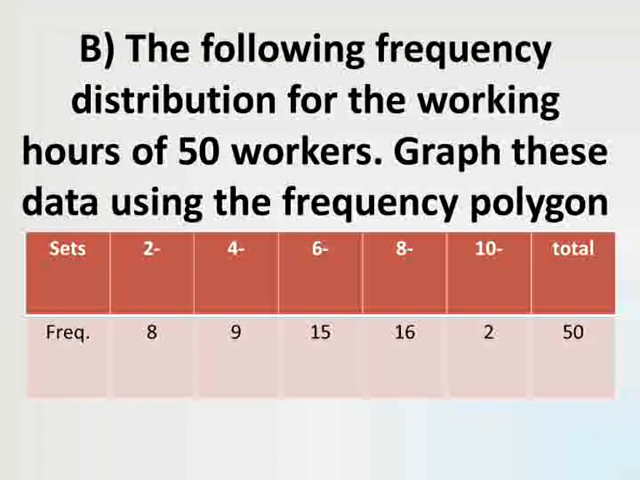 B) The following frequency
distribution for the working
hours of 50 workers. Graph these
data using the frequency polygon
Sets 2- 4- 6- 8- 10- total
Freq. 8 9 15 16 2 50